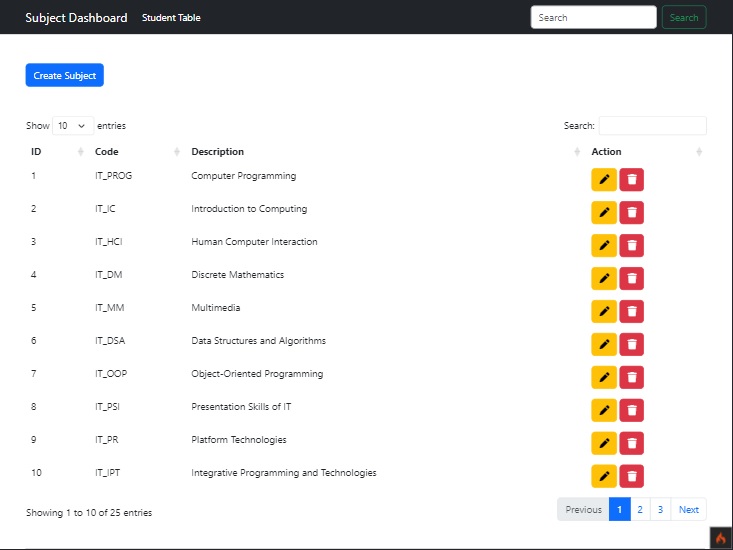 Subject Dashboard Student Table Search Search
Create Subject
Show 10 entries Search:
ID Code Description Action
1 IT_PROG Computer Programming
2 IT_IC Introduction to Computing
3 IT_HCI Human Computer Interaction
4 IT_DM Discrete Mathematics
5 IT_MM Multimedia
6 IT_DSA Data Structures and Algorithms
7 IT_OOP Object-Oriented Programming
8 IT_PSI Presentation Skills of IT
9 IT_PR Platform Technologies
10 IT_IPT Integrative Programming and Technologies
Showing 1 to 10 of 25 entries Previous 1 2 3 Next